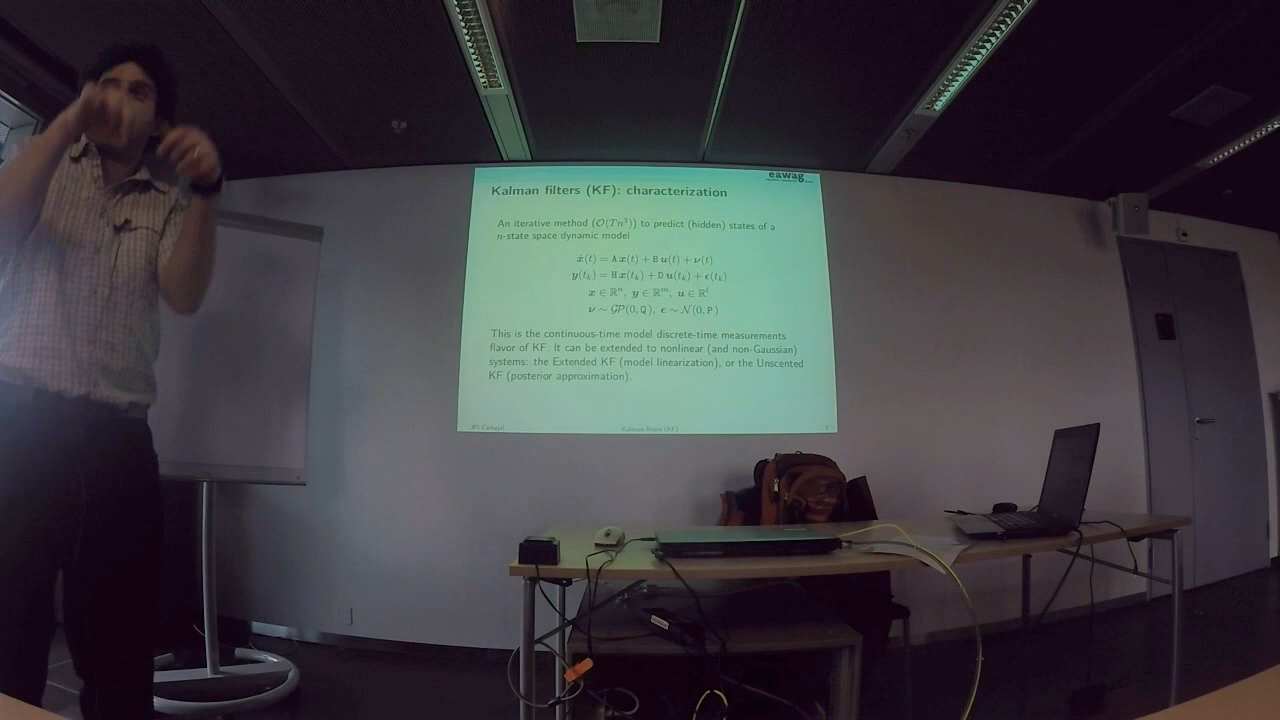 eawag
Kalman filters (KF): characterization
An iterative method (𝒪(Tn³)) to predict (hidden) states of a
n-state space dynamic model
ẋ(t) = A x(t) + B u(t) + ν(t)
y(t_k) = H x(t_k) + D u(t_k) + ϵ(t_k)
x ∈ ℝⁿ, y ∈ ℝᵐ, u ∈ ℝˡ
ν ∼ 𝒢𝒫(0, Q), ϵ ∼ 𝒩(0, P)
This is the continuous-time model discrete-time measurements
flavor of KF. It can be extended to nonlinear (and non-Gaussian)
systems: the Extended KF (model linearization), or the Unscented
KF (posterior approximation).
JPi Carbajal Kalman filters (KF) 7